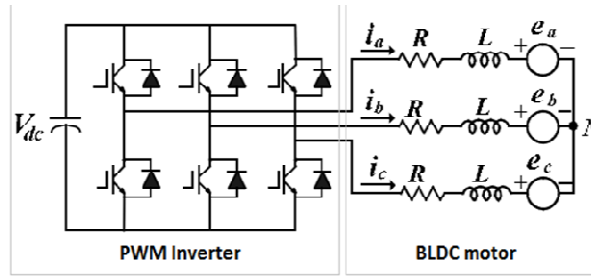 i_a R L + e_a −
V_dc
i_b R L + e_b −
i_c R L + e_c −
PWM Inverter
BLDC motor